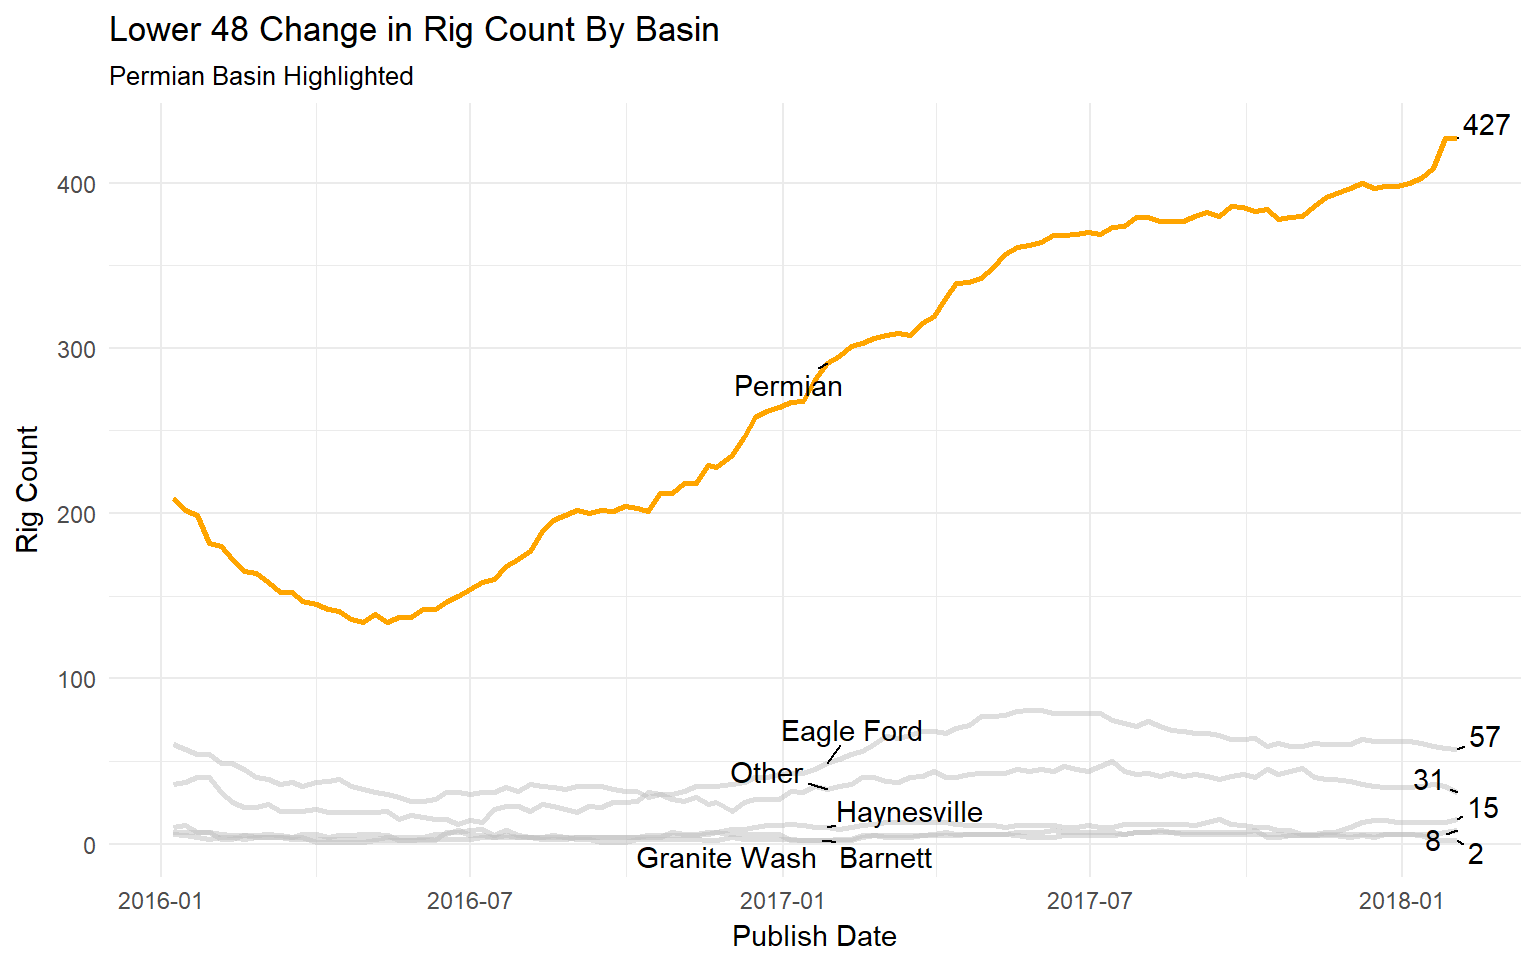 Lower 48 Change in Rig Count By Basin
Permian Basin Highlighted
427
400
300
Permian
Rig Count
200
100
Eagle Ford
57
Other
31
Haynesville
15
8
0
2
Granite Wash
Barnett
2016-01
2016-07
2017-01
2017-07
2018-01
Publish Date